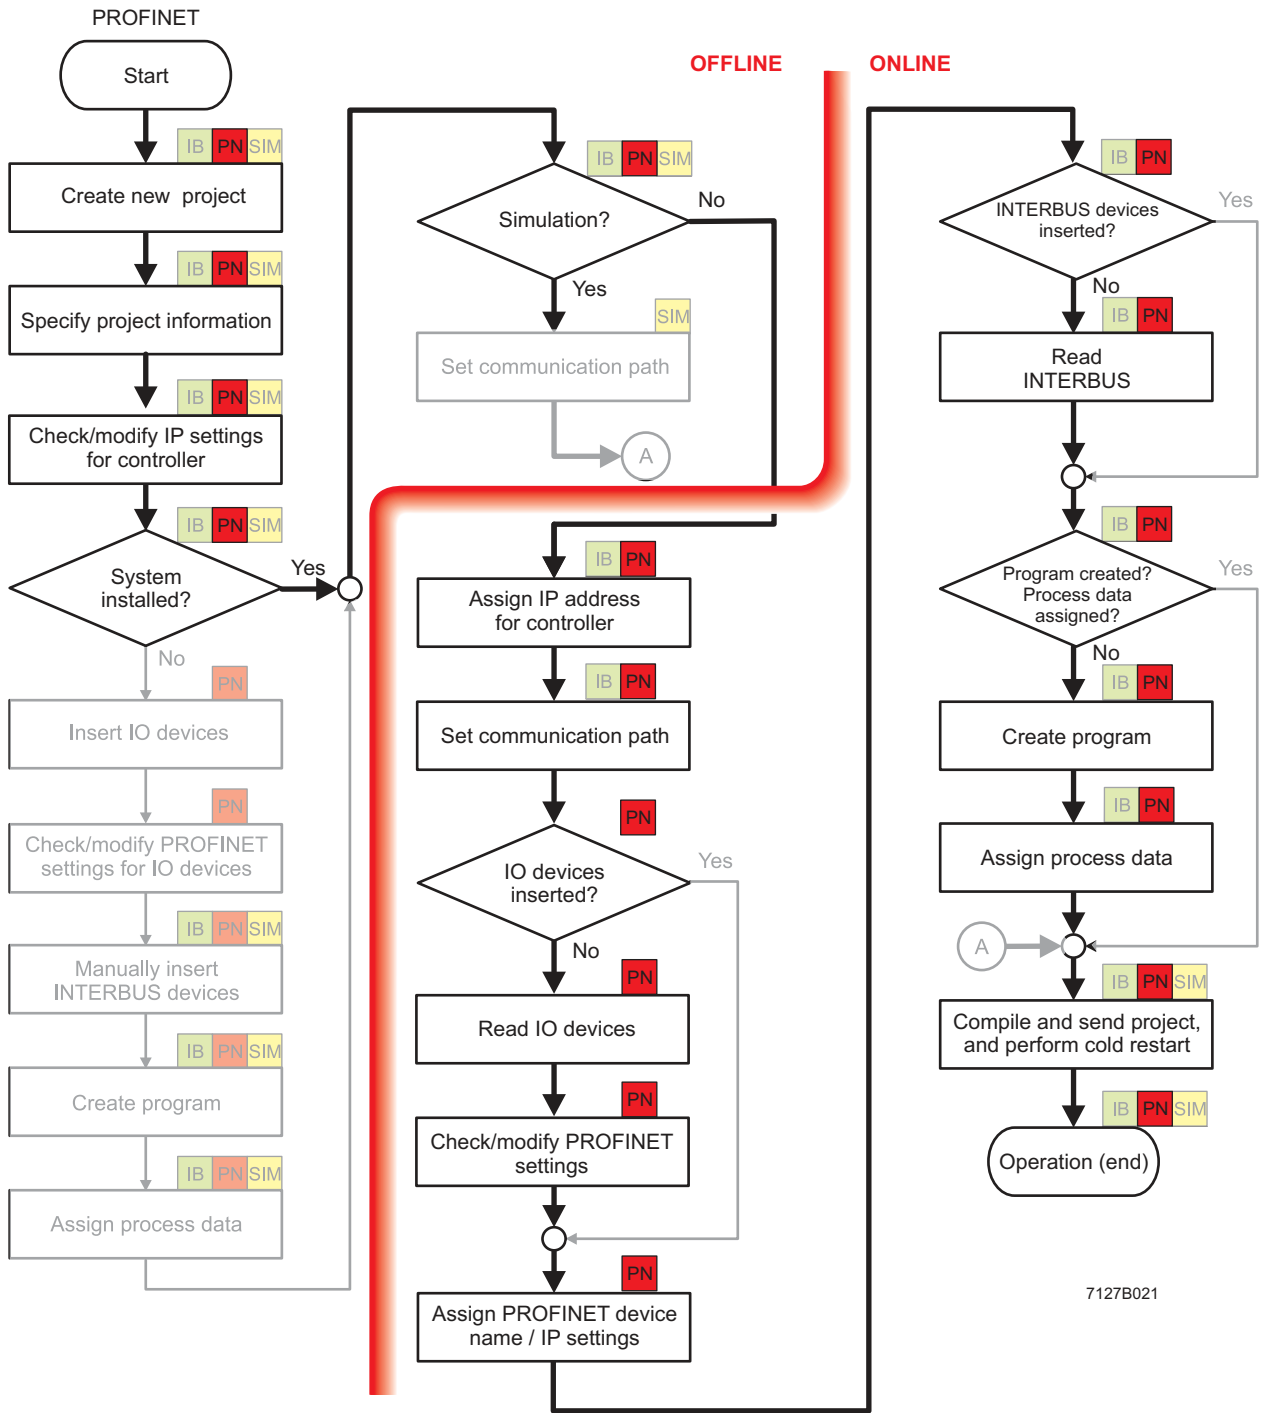 PROFINET
Start
IB PN SIM
Create new project
IB PN SIM
Specify project information
IB PN SIM
Check/modify IP settings
for controller
IB PN SIM
System
installed?
Yes
No
PN
Insert IO devices
PN
Check/modify PROFINET
settings for IO devices
IB PN SIM
Manually insert
INTERBUS devices
IB PN SIM
Create program
IB PN SIM
Assign process data
OFFLINE
ONLINE
IB PN SIM
Simulation?
No
Yes
SIM
Set communication path
A
IB PN
Assign IP address
for controller
IB PN
Set communication path
PN
IO devices
inserted?
Yes
No
PN
Read IO devices
PN
Check/modify PROFINET
settings
PN
Assign PROFINET device
name / IP settings
IB PN
INTERBUS devices
inserted?
Yes
No
IB PN
Read
INTERBUS
IB PN
Program created?
Process data
assigned?
Yes
No
IB PN
Create program
IB PN
Assign process data
A
IB PN SIM
Compile and send project,
and perform cold restart
IB PN SIM
Operation (end)
7127B021